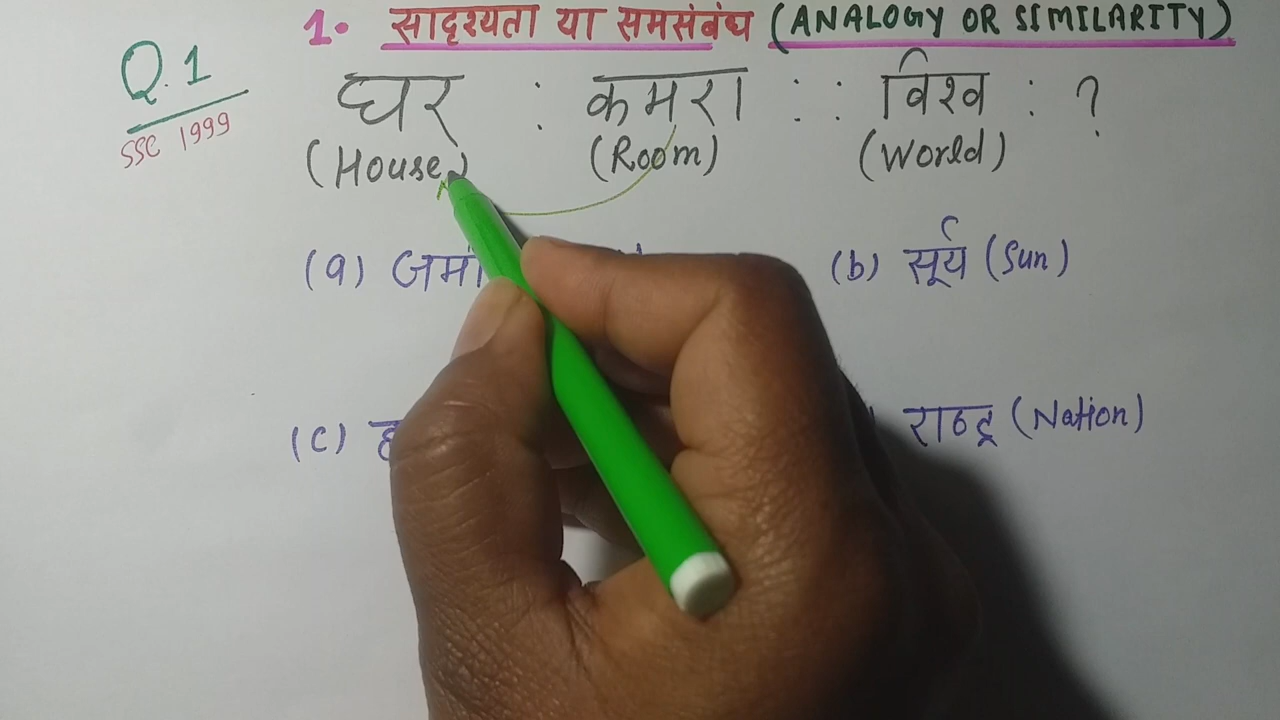 1. सादृश्यता या समसंबंध (ANALOGY OR SIMILARITY)
Q.1
SSC 1999
घर : कमरा :: विश्व : ?
(House) (Room) (World)
(a) (b) सूर्य (Sun)
(c) राष्ट्र (Nation)